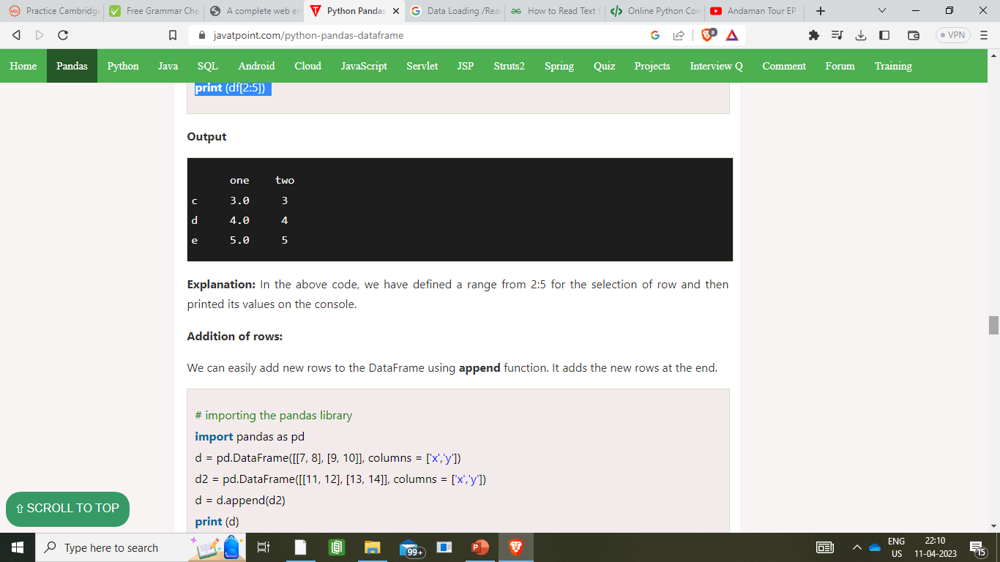 Practice Cambridge
Free Grammar Che
A complete web en
Python Pandas
Data Loading /Rea
How to Read Text F
Online Python Con
Andaman Tour EP
javatpoint.com/python-pandas-dataframe
8
VPN
Home Pandas Python Java SQL Android Cloud JavaScript Servlet JSP Struts2 Spring Quiz Projects Interview Q Comment Forum Training
print (df[2:5])
Output
one two
c 3.0 3
d 4.0 4
e 5.0 5
Explanation: In the above code, we have defined a range from 2:5 for the selection of row and then
printed its values on the console.
Addition of rows:
We can easily add new rows to the DataFrame using append function. It adds the new rows at the end.
# importing the pandas library
import pandas as pd
d = pd.DataFrame([[7, 8], [9, 10]], columns = ['x','y'])
d2 = pd.DataFrame([[11, 12], [13, 14]], columns = ['x','y'])
d = d.append(d2)
print (d)
⇧ SCROLL TO TOP
Type here to search
99+
ENG
US
22:10
11-04-2023
15